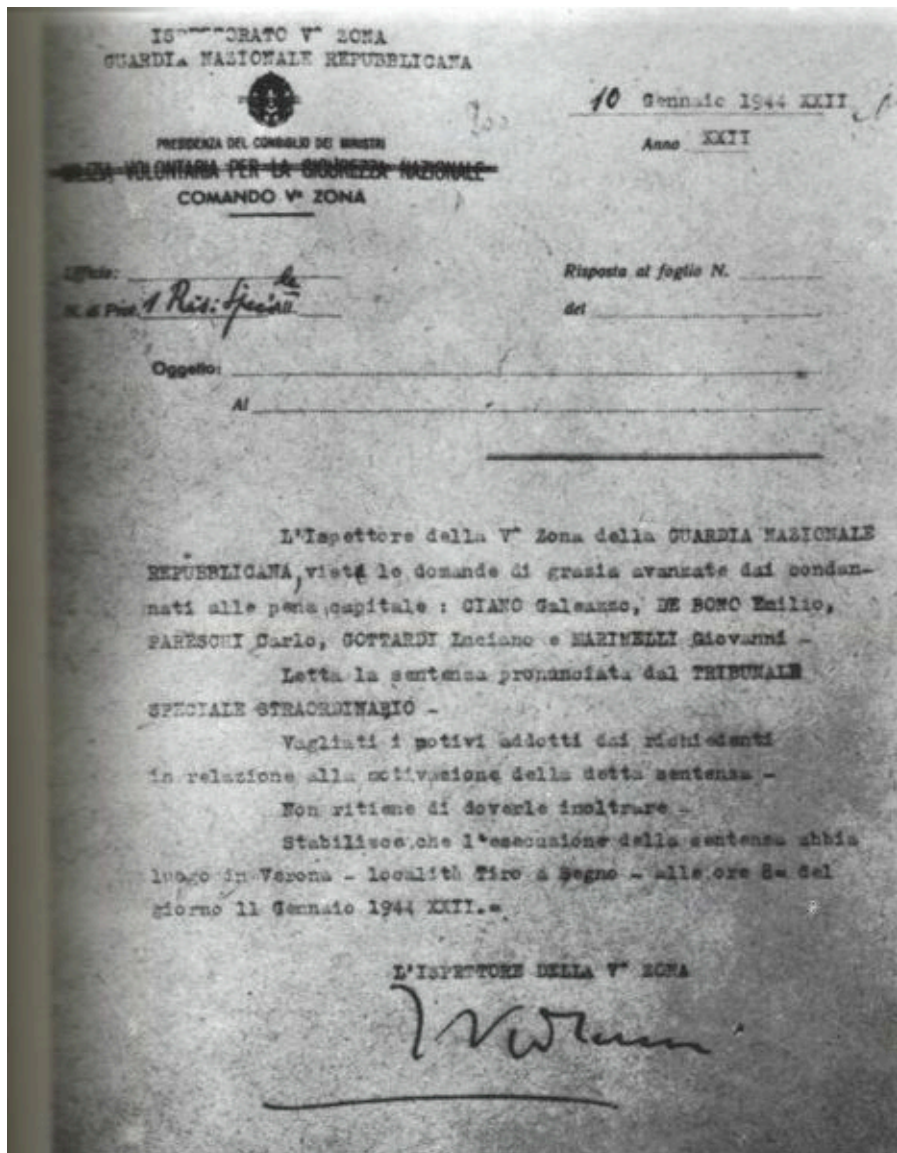 ISPETTORATO V^ ZONA
GUARDIA NAZIONALE REPUBBLICANA
PRESIDENZA DEL CONSIGLIO DEI MINISTRI
MILIZIA VOLONTARIA PER LA SICUREZZA NAZIONALE
COMANDO Vª ZONA
10 Gennaio 1944 XXII
Anno XXII
Ufficio:
N. di Prot. 1 Ris: Speciale
Risposta al foglio N.
del
Oggetto:
Al
L'Ispettore della V^ Zona della GUARDIA NAZIONALE
REPUBBLICANA, viste le domande di grazia avanzate dai condan-
nati alle pena capitale : CIANO Galeazzo, DE BONO Emilio,
PARESCHI Carlo, GOTTARDI Luciano e MARINELLI Giovanni -
Letta la sentenza pronunciata dal TRIBUNALE
SPECIALE STRAORDINARIO -
Vagliati i motivi addotti dai richiedenti
in relazione alla motivazione della detta sentenza -
Non ritiene di doverle inoltrare -
Stabilisce che l'esecuzione della sentenza abbia
luogo in Verona - località Tiro a Segno - alle ore 8= del
giorno 11 Gennaio 1944 XXII.=
L'ISPETTORE DELLA V^ ZONA